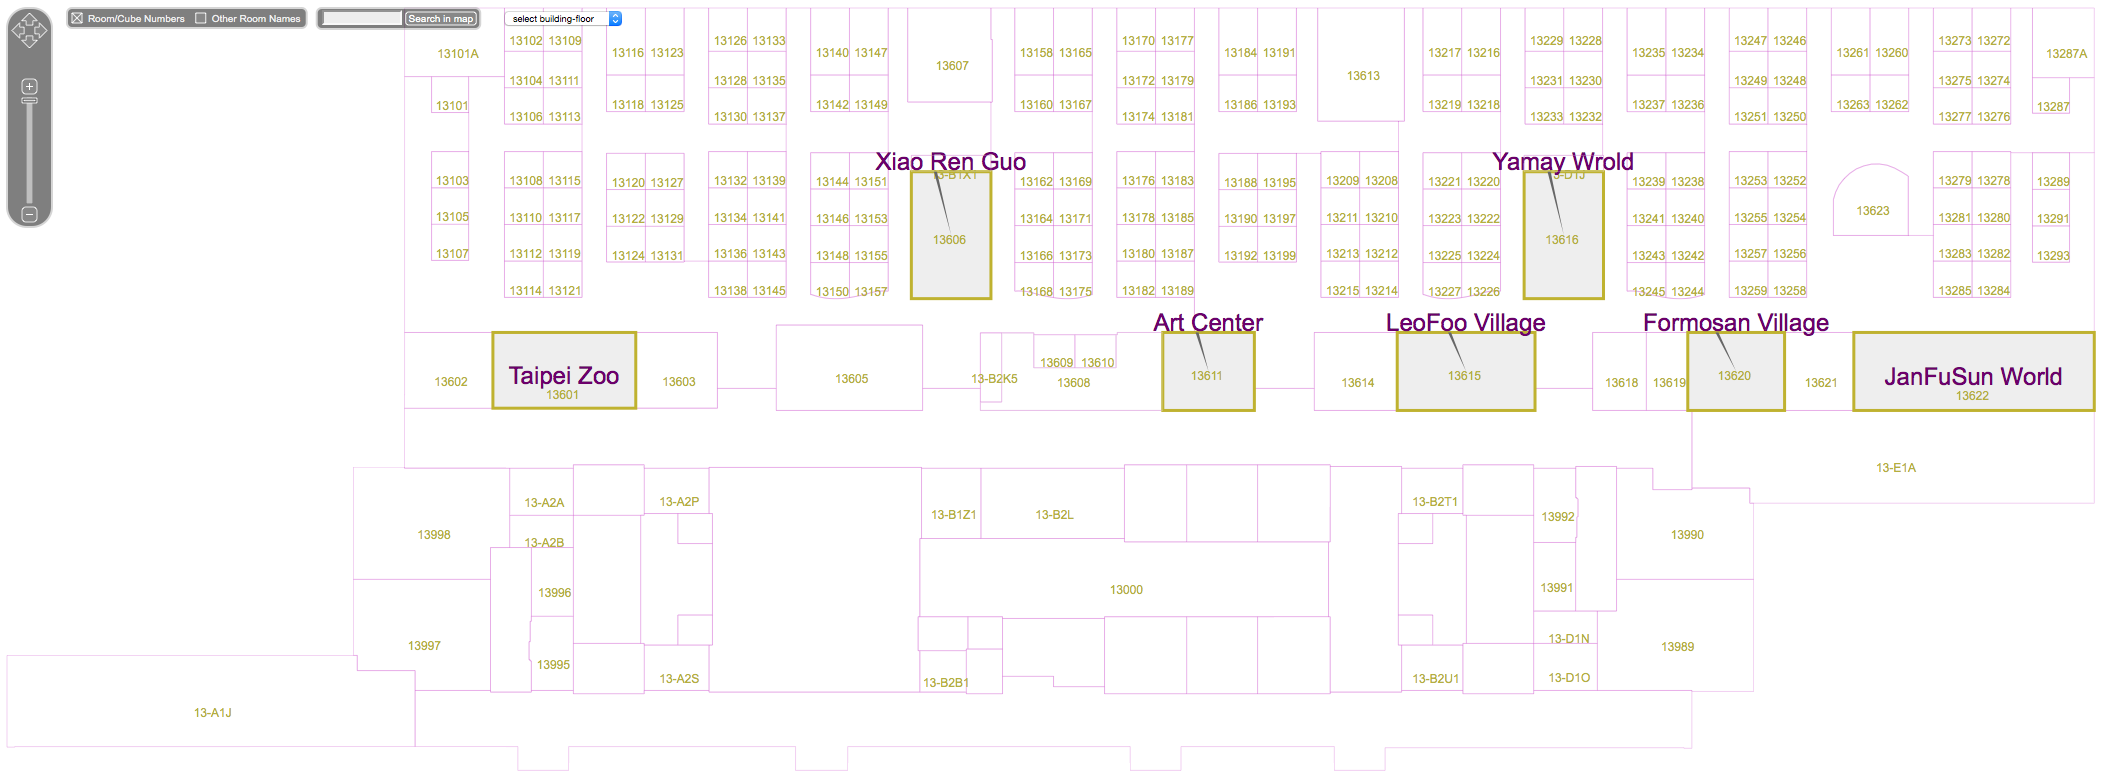 Room/Cube Numbers Other Room Names Search in map select building-floor
13102 13109 13126 13133 13170 13177 13229 13228 13247 13246 13273 13272
13101A 13116 13123 13140 13147 13607 13158 13165 13184 13191 13613 13217 13216 13235 13234 13261 13260 13287A
13104 13111 13128 13135 13172 13179 13231 13230 13249 13248 13275 13274
13101 13118 13125 13142 13149 13160 13167 13186 13193 13219 13218 13237 13236 13263 13262 13287
13106 13113 13130 13137 13174 13181 13233 13232 13251 13250 13277 13276
Xiao Ren Guo Yamay Wrold
13-B1X1 13-D1J
13103 13108 13115 13120 13127 13132 13139 13144 13151 13162 13169 13176 13183 13188 13195 13209 13208 13221 13220 13239 13238 13253 13252 13279 13278 13289
13105 13110 13117 13122 13129 13134 13141 13146 13153 13164 13171 13178 13185 13190 13197 13211 13210 13223 13222 13241 13240 13255 13254 13623 13281 13280 13291
13606 13616
13107 13112 13119 13124 13131 13136 13143 13148 13155 13166 13173 13180 13187 13192 13199 13213 13212 13225 13224 13243 13242 13257 13256 13283 13282 13293
13114 13121 13138 13145 13150 13157 13168 13175 13182 13189 13215 13214 13227 13226 13245 13244 13259 13258 13285 13284
Art Center LeoFoo Village Formosan Village
13609 13610
Taipei Zoo JanFuSun World
13602 13603 13605 13-B2K5 13608 13611 13614 13615 13618 13619 13620 13621
13601 13622
13-E1A
13-A2A 13-A2P 13-B1Z1 13-B2L 13-B2T1 13992
13998 13-A2B 13990
13996 13000 13991
13997 13-D1N 13989
13995 13-A2S 13-B2B1 13-B2U1 13-D1O
13-A1J